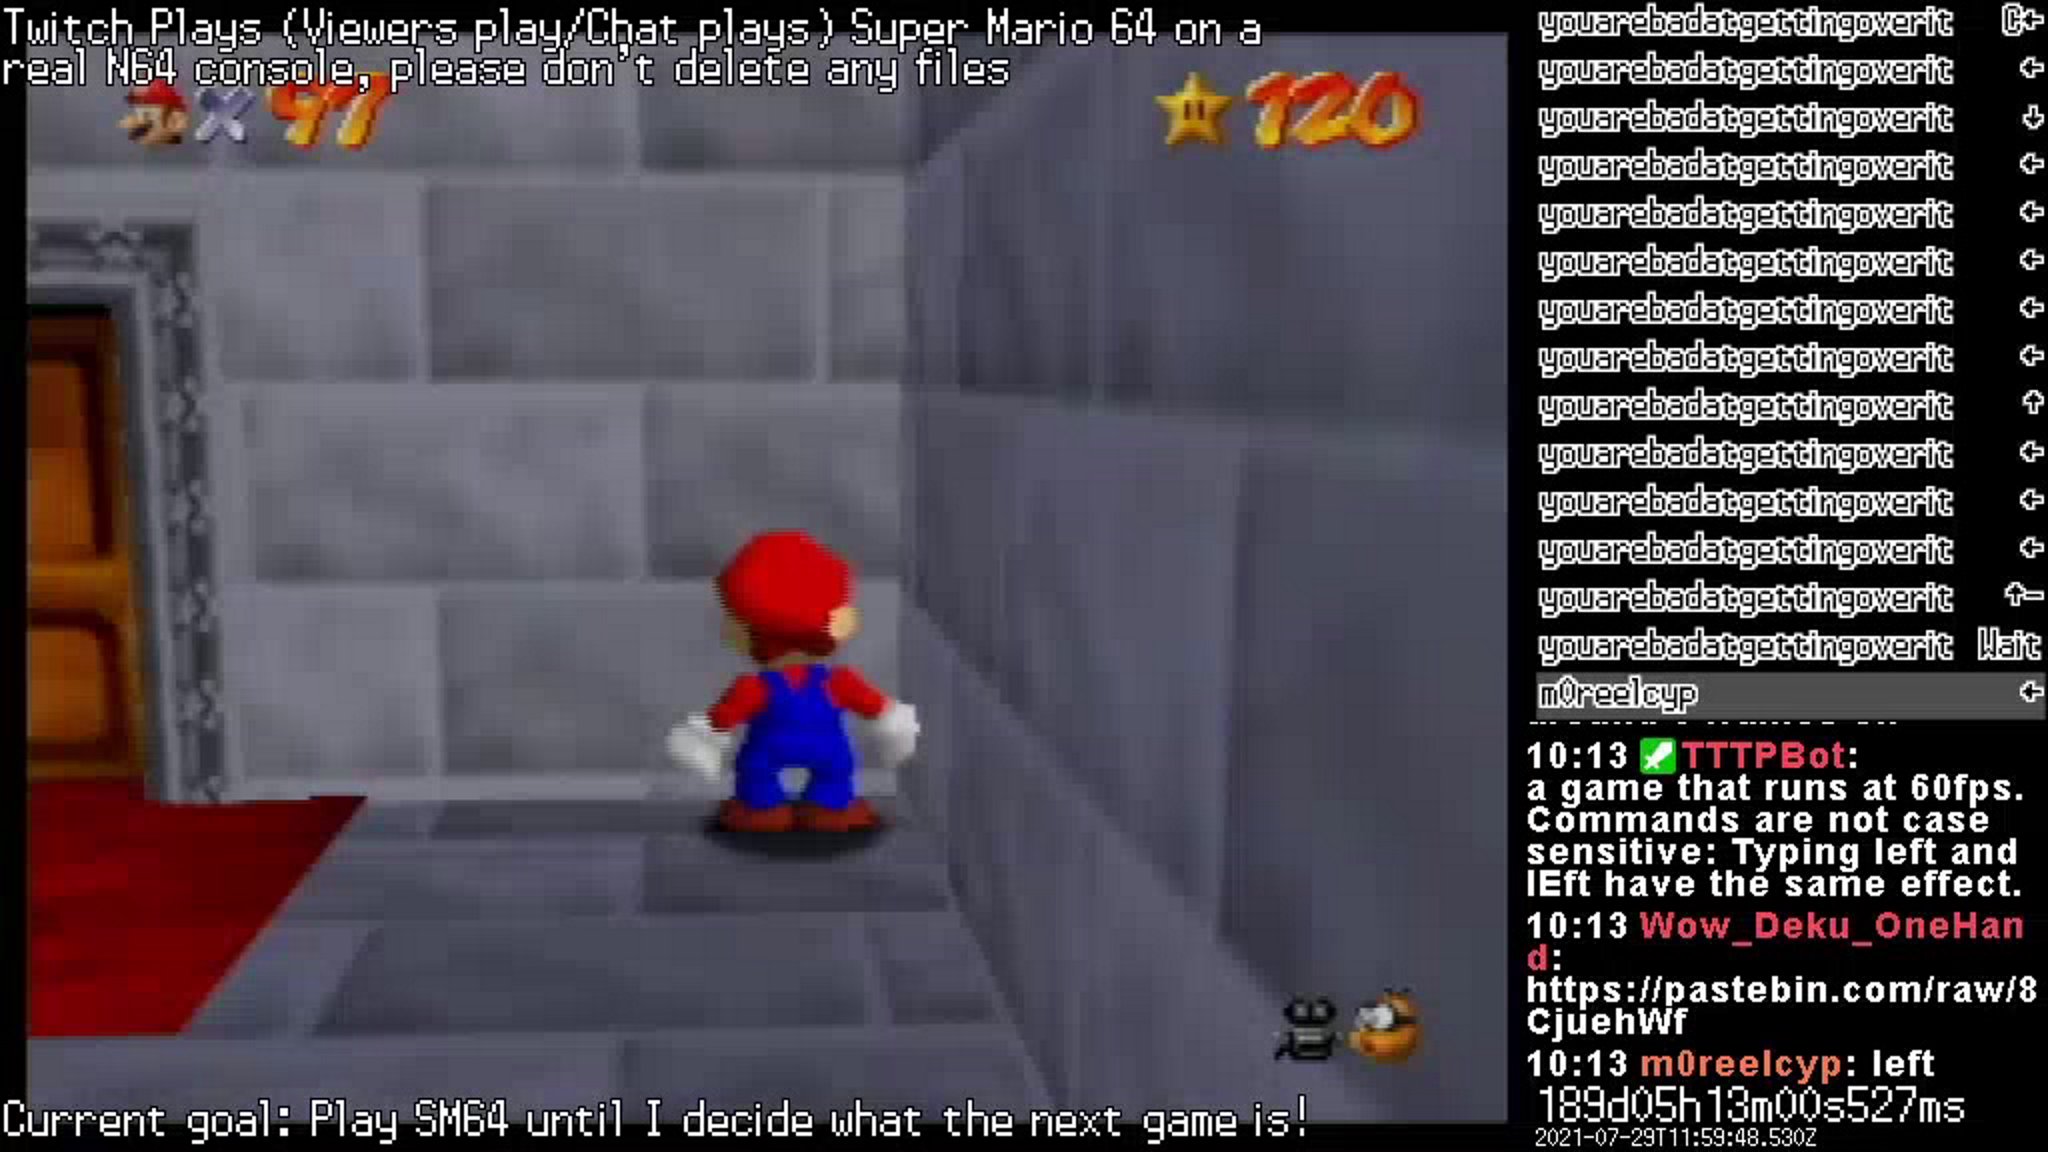 Twitch Plays (Viewers play/Chat plays) Super Mario 64 on a
real N64 console, please don't delete any files
× 97
120
youarebadatgettingoverit C←
youarebadatgettingoverit ←
youarebadatgettingoverit ↓
youarebadatgettingoverit ←
youarebadatgettingoverit ←
youarebadatgettingoverit ←
youarebadatgettingoverit ←
youarebadatgettingoverit ←
youarebadatgettingoverit ↑
youarebadatgettingoverit ←
youarebadatgettingoverit ←
youarebadatgettingoverit ←
youarebadatgettingoverit ↑-
youarebadatgettingoverit Wait
m0reelcyp ←
10:13 TTTPBot:
a game that runs at 60fps.
Commands are not case
sensitive: Typing left and
lEft have the same effect.
10:13 Wow_Deku_OneHan
d:
https://pastebin.com/raw/8
CjuehWf
10:13 m0reelcyp: left
189d05h13m00s527ms
2021-07-29T11:59:48.530Z
Current goal: Play SM64 until I decide what the next game is!